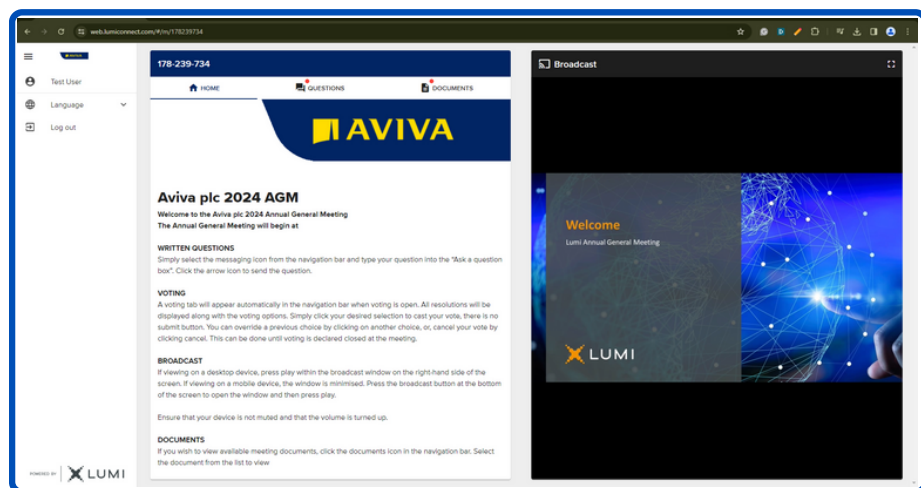 web.lumiconnect.com/#/m/178239734
AVIVA
Test User
Language
Log out
POWERED BY
LUMI
178-239-734
HOME
QUESTIONS
DOCUMENTS
AVIVA
Aviva plc 2024 AGM
Welcome to the Aviva plc 2024 Annual General Meeting
The Annual General Meeting will begin at
WRITTEN QUESTIONS
Simply select the messaging icon from the navigation bar and type your question into the "Ask a question
box". Click the arrow icon to send the question.
VOTING
A voting tab will appear automatically in the navigation bar when voting is open. All resolutions will be
displayed along with the voting options. Simply click your desired selection to cast your vote, there is no
submit button. You can override a previous choice by clicking on another choice, or, cancel your vote by
clicking cancel. This can be done until voting is declared closed at the meeting.
BROADCAST
If viewing on a desktop device, press play within the broadcast window on the right-hand side of the
screen. If viewing on a mobile device, the window is minimised. Press the broadcast button at the bottom
of the screen to open the window and then press play.
Ensure that your device is not muted and that the volume is turned up.
DOCUMENTS
If you wish to view available meeting documents, click the documents icon in the navigation bar. Select
the document from the list to view
Broadcast
Welcome
Lumi Annual General Meeting
LUMI